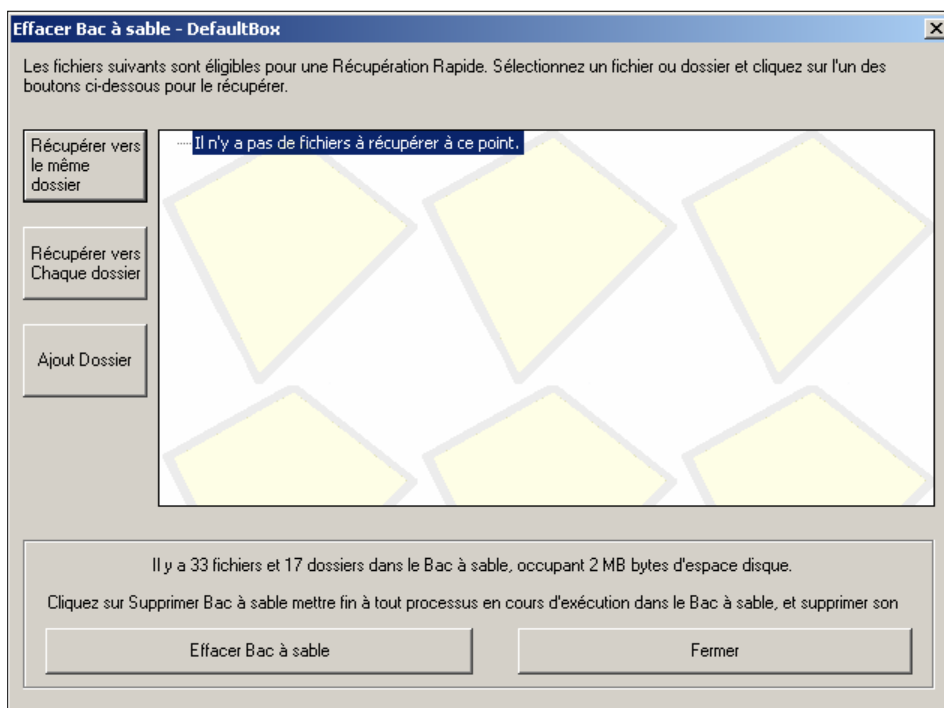 Effacer Bac à sable - DefaultBox
Les fichiers suivants sont éligibles pour une Récupération Rapide. Sélectionnez un fichier ou dossier et cliquez sur l'un des
boutons ci-dessous pour le récupérer.
Récupérer vers
le même
dossier
Il n'y a pas de fichiers à récupérer à ce point.
Récupérer vers
Chaque dossier
Ajout Dossier
Il y a 33 fichiers et 17 dossiers dans le Bac à sable, occupant 2 MB bytes d'espace disque.
Cliquez sur Supprimer Bac à sable mettre fin à tout processus en cours d'exécution dans le Bac à sable, et supprimer son
Effacer Bac à sable
Fermer